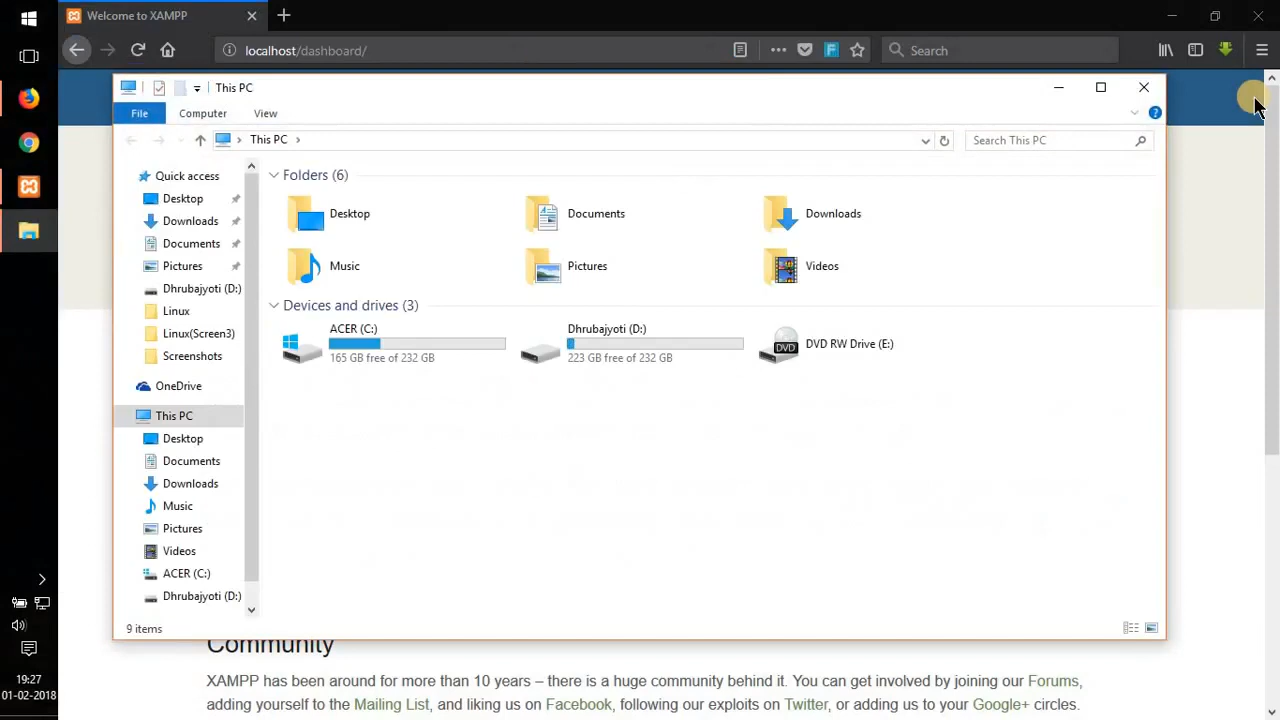 Welcome to XAMPP
localhost/dashboard/
Search
This PC
File
Computer
View
This PC
Search This PC
Quick access
Desktop
Downloads
Documents
Pictures
Dhrubajyoti (D:)
Linux
Linux(Screen3)
Screenshots
OneDrive
This PC
Desktop
Documents
Downloads
Music
Pictures
Videos
ACER (C:)
Dhrubajyoti (D:)
Folders (6)
Desktop
Documents
Downloads
Music
Pictures
Videos
Devices and drives (3)
ACER (C:)
165 GB free of 232 GB
Dhrubajyoti (D:)
223 GB free of 232 GB
DVD RW Drive (E:)
DVD
9 items
Community
XAMPP has been around for more than 10 years – there is a huge community behind it. You can get involved by joining our Forums,
adding yourself to the Mailing List, and liking us on Facebook, following our exploits on Twitter, or adding us to your Google+ circles.
19:27
01-02-2018